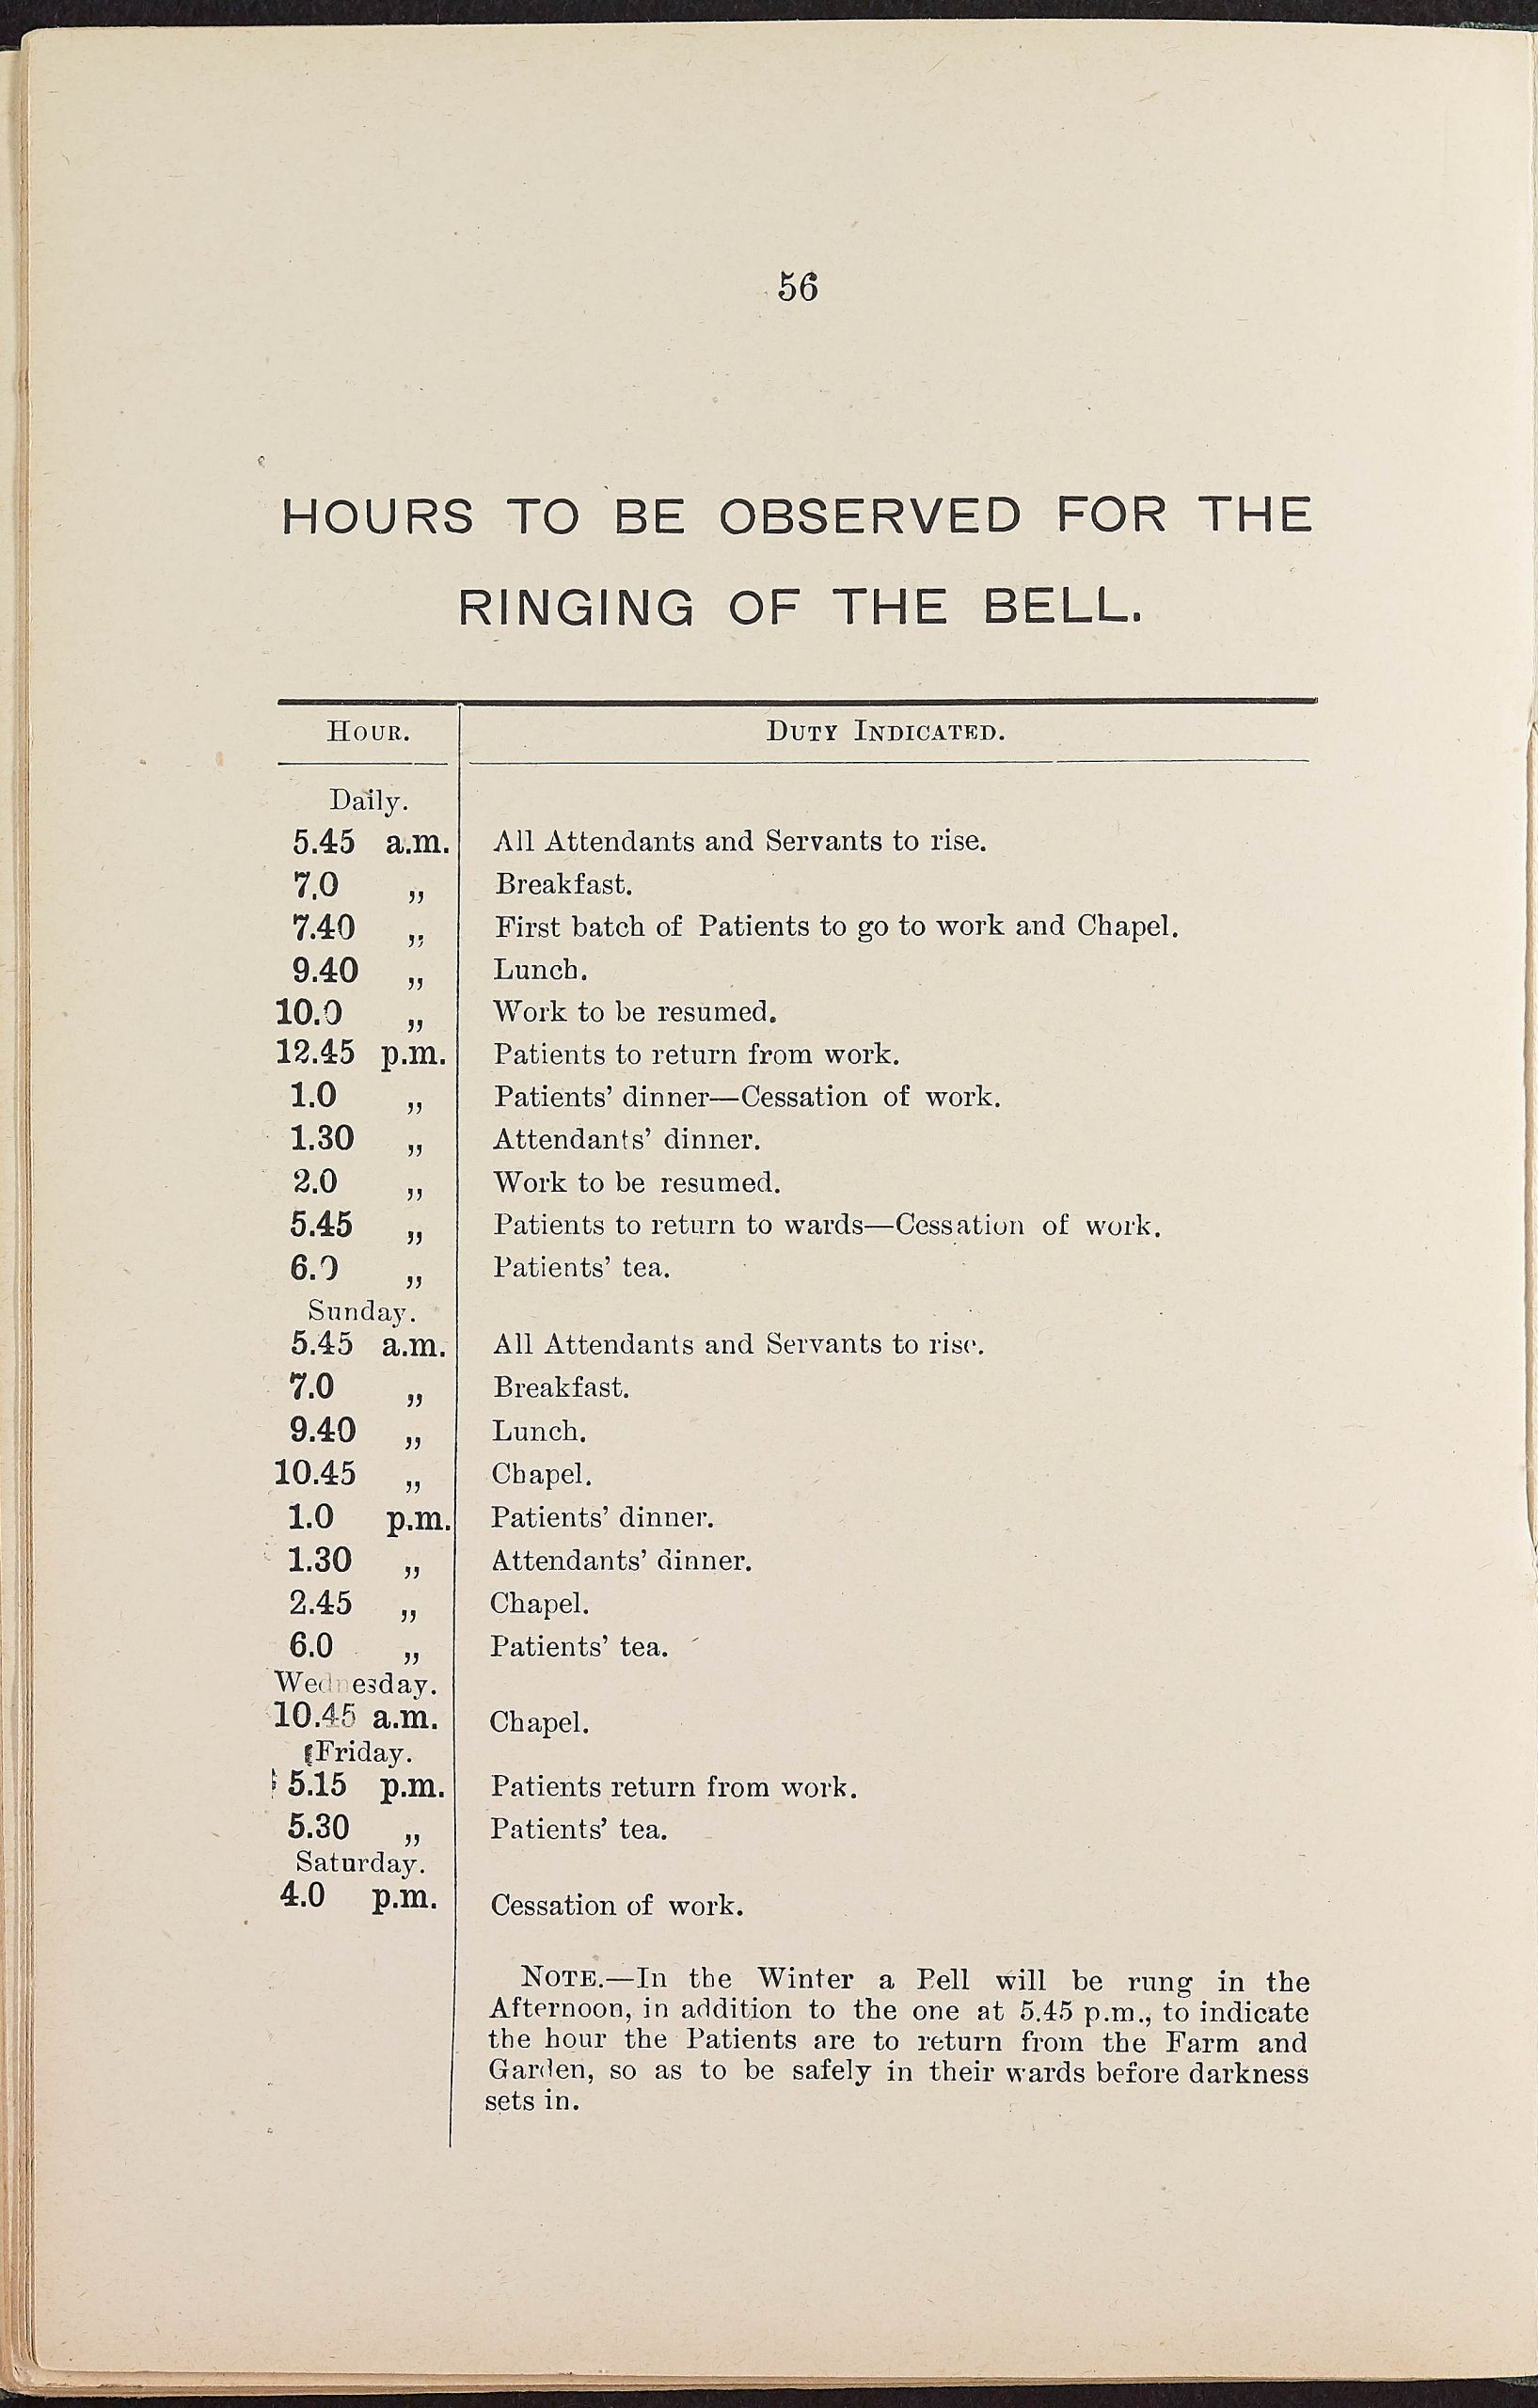 56
HOURS TO BE OBSERVED FOR THE
RINGING OF THE BELL.
HOUR. DUTY INDICATED.
Daily.
5.45 a.m. All Attendants and Servants to rise.
7.0 „ Breakfast.
7.40 „ First batch of Patients to go to work and Chapel.
9.40 „ Lunch.
10.0 „ Work to be resumed.
12.45 p.m. Patients to return from work.
1.0 „ Patients' dinner—Cessation of work.
1.30 „ Attendants' dinner.
2.0 „ Work to be resumed.
5.45 „ Patients to return to wards—Cessation of work.
6.0 „ Patients' tea.
Sunday.
5.45 a.m. All Attendants and Servants to rise.
7.0 „ Breakfast.
9.40 „ Lunch.
10.45 „ Chapel.
1.0 p.m. Patients' dinner.
1.30 „ Attendants' dinner.
2.45 „ Chapel.
6.0 „ Patients' tea.
Wednesday.
10.45 a.m. Chapel.
Friday.
5.15 p.m. Patients return from work.
5.30 „ Patients' tea.
Saturday.
4.0 p.m. Cessation of work.
NOTE.—In the Winter a Bell will be rung in the
Afternoon, in addition to the one at 5.45 p.m., to indicate
the hour the Patients are to return from the Farm and
Garden, so as to be safely in their wards before darkness
sets in.